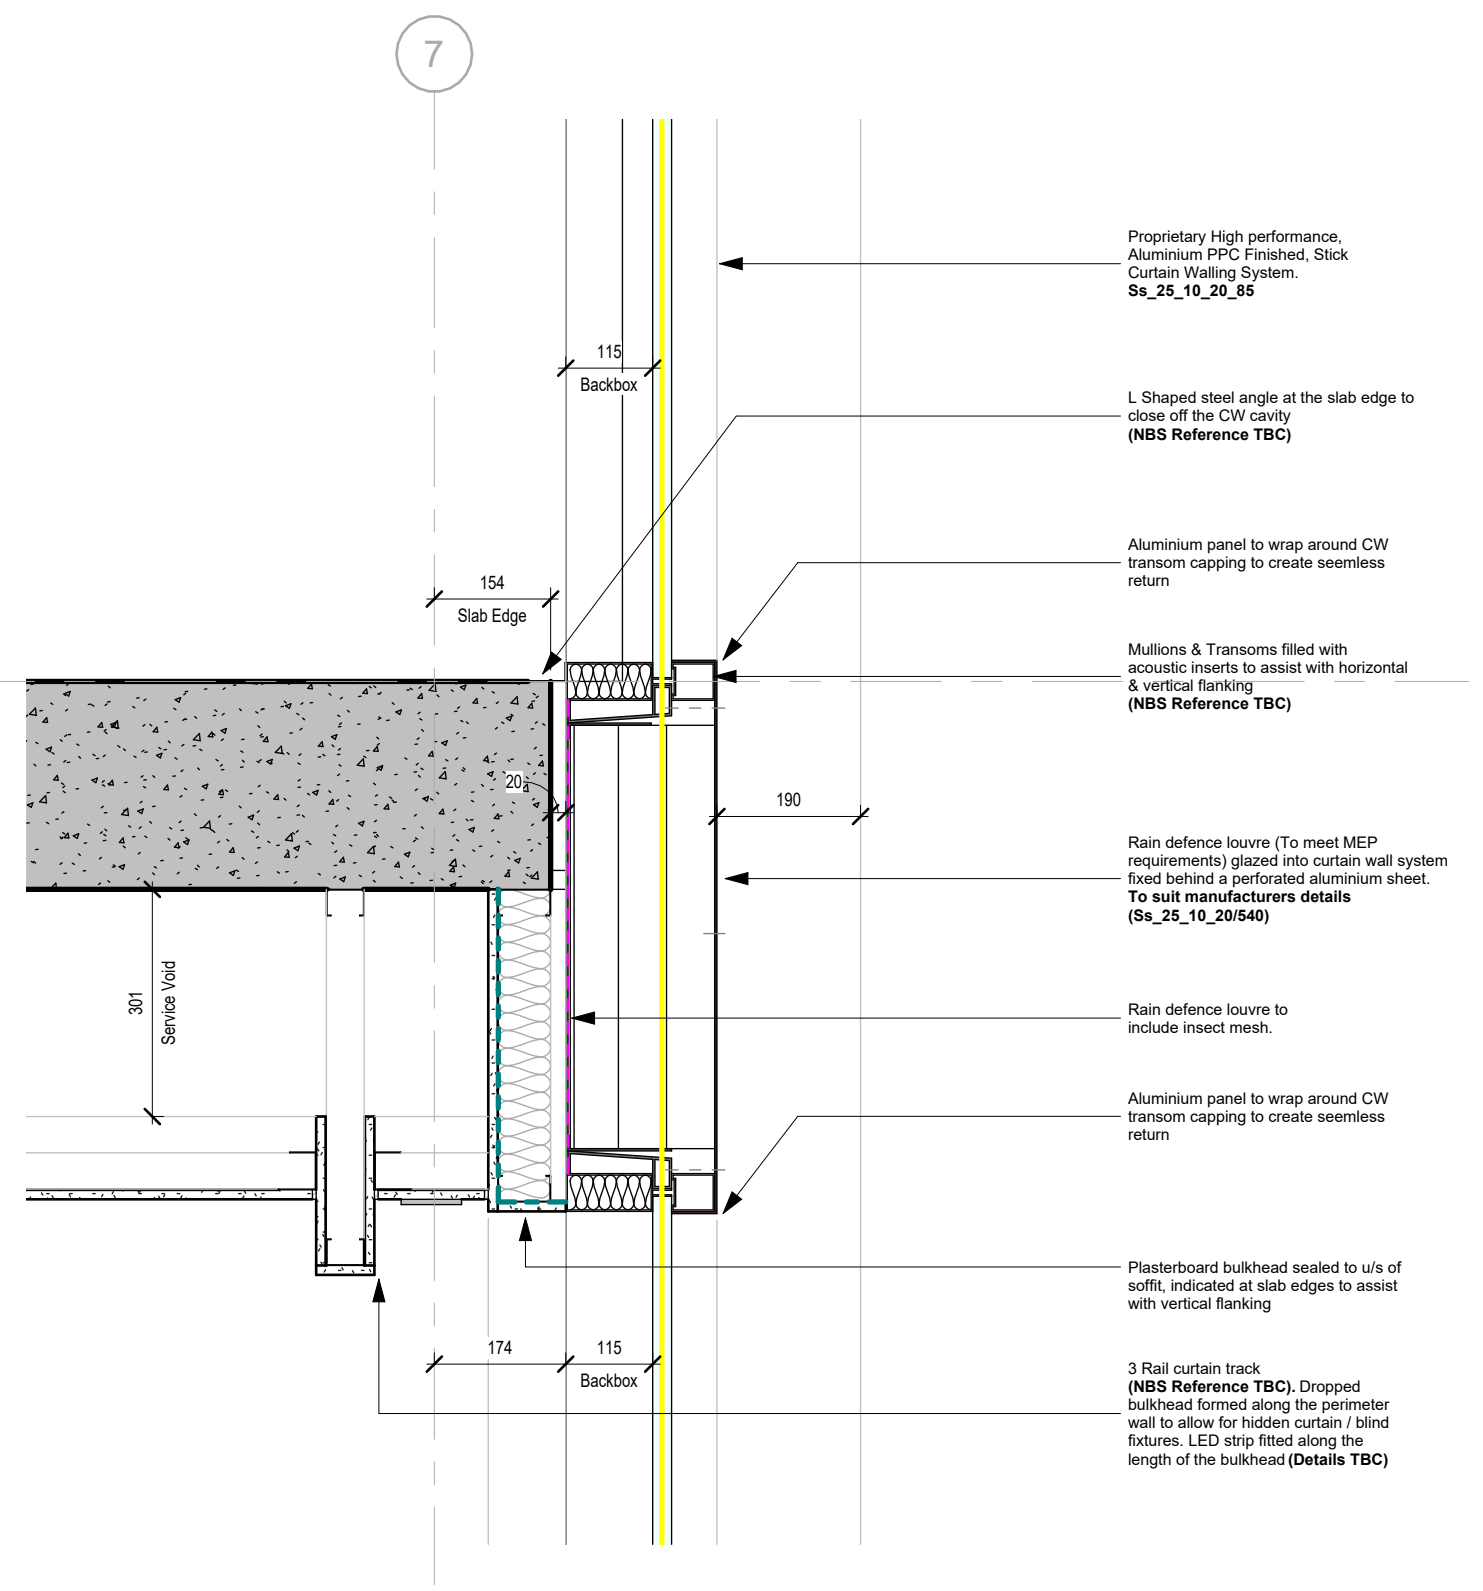 7
Proprietary High performance,
Aluminium PPC Finished, Stick
Curtain Walling System.
Ss_25_10_20_85
115
Backbox
L Shaped steel angle at the slab edge to
close off the CW cavity
(NBS Reference TBC)
Aluminium panel to wrap around CW
transom capping to create seemless
return
154
Slab Edge
Mullions & Transoms filled with
acoustic inserts to assist with horizontal
& vertical flanking
(NBS Reference TBC)
20
190
Rain defence louvre (To meet MEP
requirements) glazed into curtain wall system
fixed behind a perforated aluminium sheet.
To suit manufacturers details
(Ss_25_10_20/540)
301
Service Void
Rain defence louvre to
include insect mesh.
Aluminium panel to wrap around CW
transom capping to create seemless
return
Plasterboard bulkhead sealed to u/s of
soffit, indicated at slab edges to assist
with vertical flanking
174
115
Backbox
3 Rail curtain track
(NBS Reference TBC). Dropped
bulkhead formed along the perimeter
wall to allow for hidden curtain / blind
fixtures. LED strip fitted along the
length of the bulkhead (Details TBC)